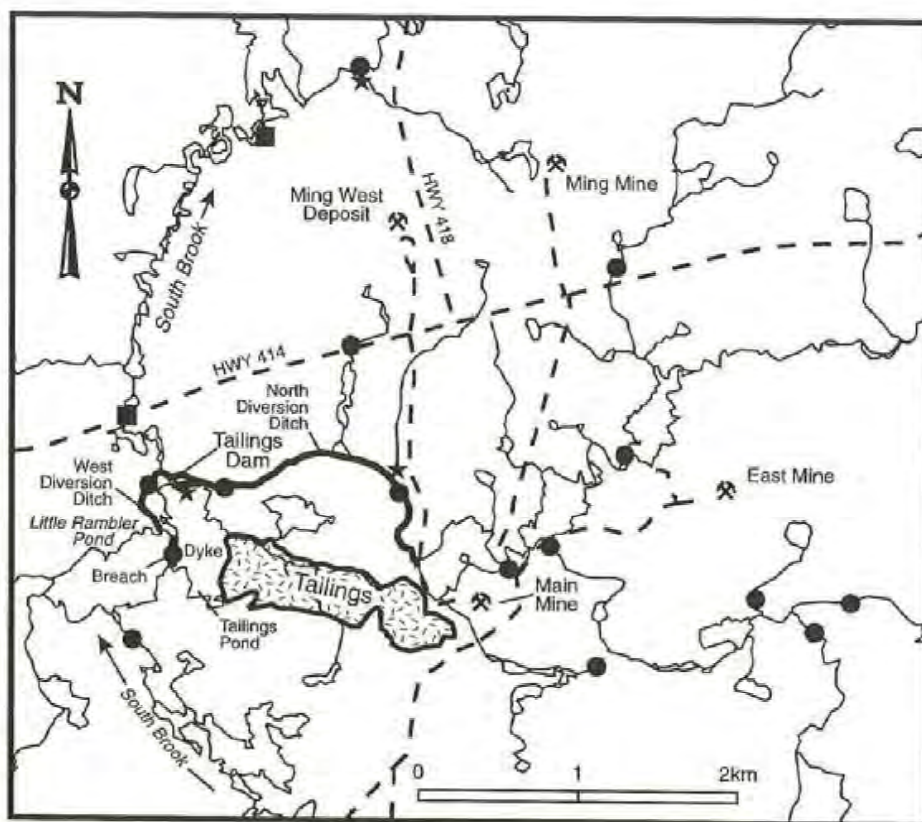 N
Ming West
Deposit
HWY 418
Ming Mine
South Brook
HWY 414
North
Diversion
Ditch
Tailings
Dam
West
Diversion
Ditch
Little Rambler
Pond
Dyke
Breach
Tailings
East Mine
Main
Mine
Tailings
Pond
South Brook
0
1
2km